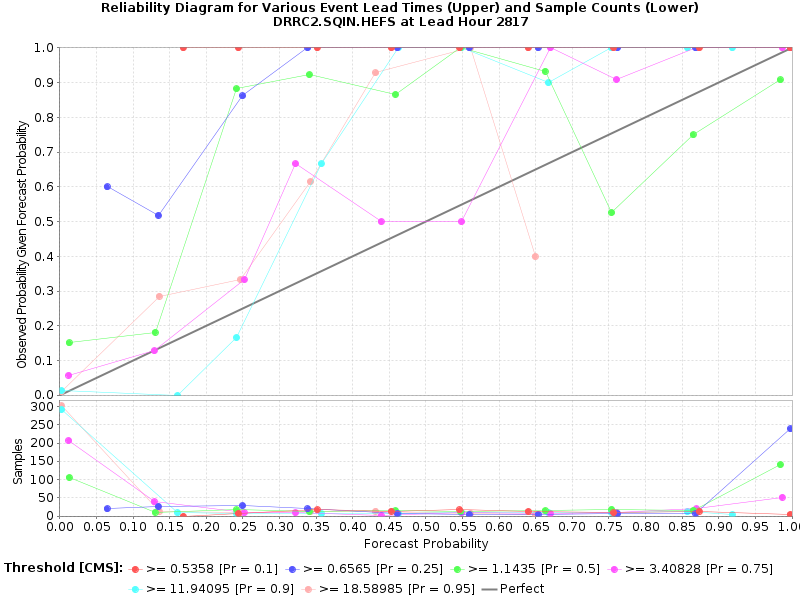 Reliability Diagram for Various Event Lead Times (Upper) and Sample Counts (Lower)
DRRC2.SQIN.HEFS at Lead Hour 2817
Observed Probability Given Forecast Probability
1.0
0.9
0.8
0.7
0.6
0.5
0.4
0.3
0.2
0.1
0.0
Samples
300
250
200
150
100
50
0
0.00 0.05 0.10 0.15 0.20 0.25 0.30 0.35 0.40 0.45 0.50 0.55 0.60 0.65 0.70 0.75 0.80 0.85 0.90 0.95 1.0
Forecast Probability
Threshold [CMS]: >= 0.5358 [Pr = 0.1] >= 0.6565 [Pr = 0.25] >= 1.1435 [Pr = 0.5] >= 3.40828 [Pr = 0.75]
>= 11.94095 [Pr = 0.9] >= 18.58985 [Pr = 0.95] Perfect